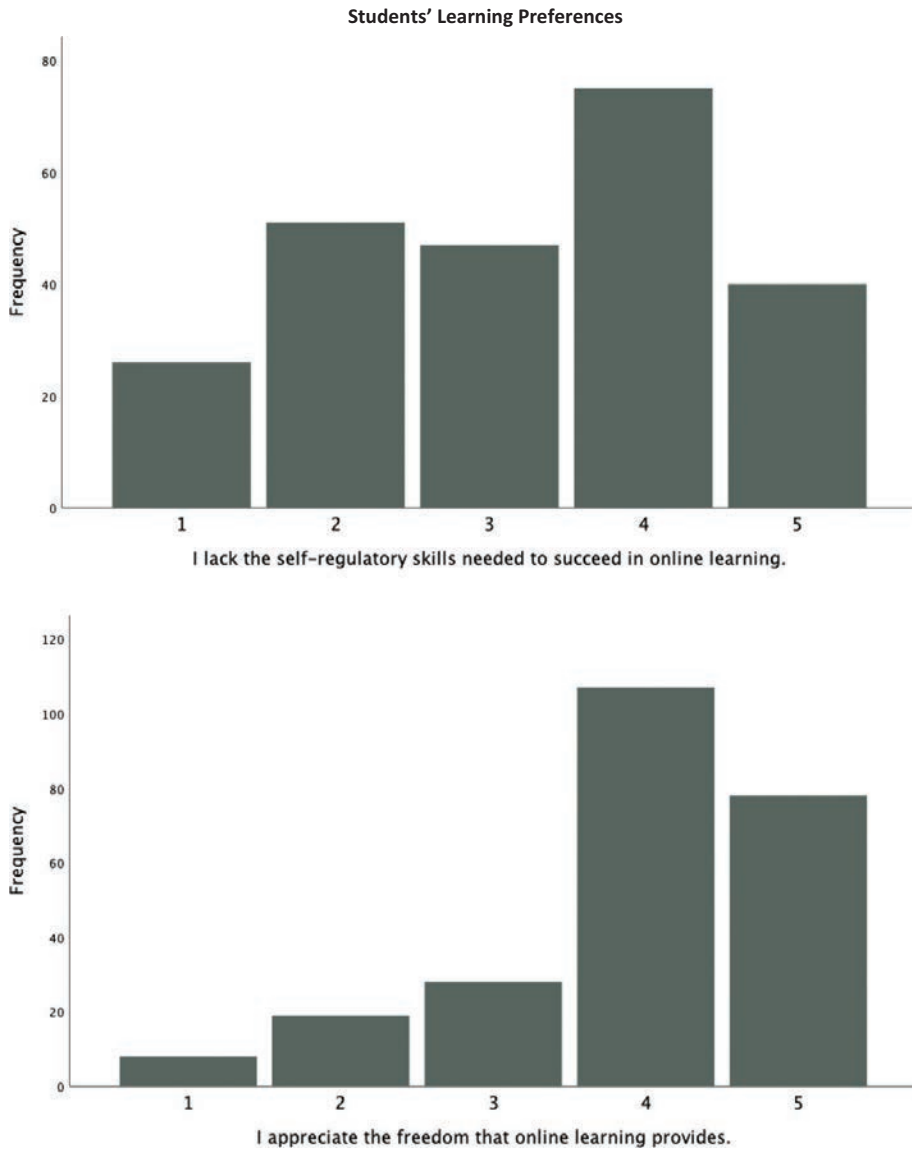 Students’ Learning Preferences
80
60
40
20
0
Frequency
1 2 3 4 5
I lack the self-regulatory skills needed to succeed in online learning.
120
100
80
60
40
20
0
Frequency
1 2 3 4 5
I appreciate the freedom that online learning provides.